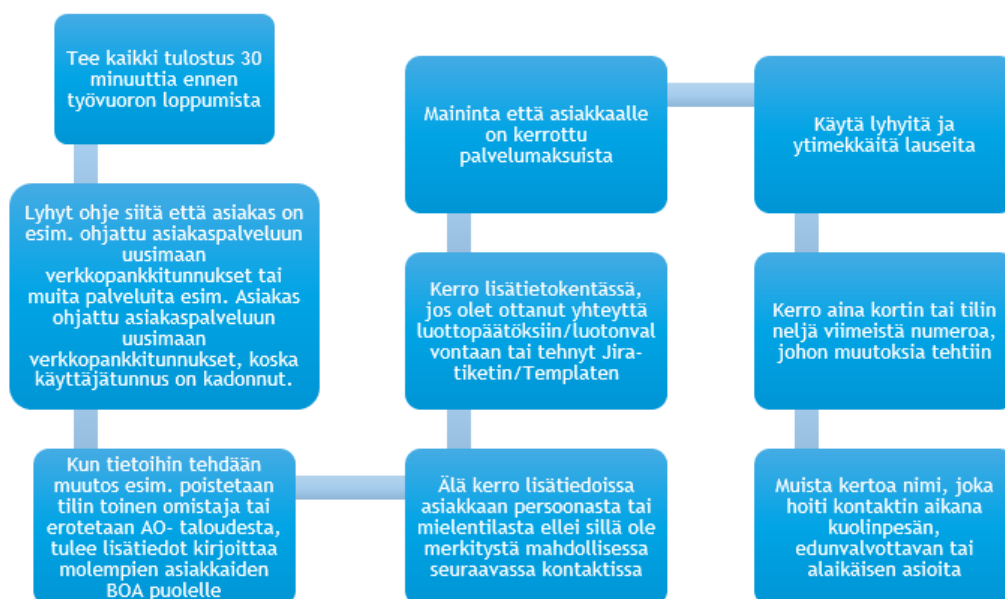 Tee kaikki tulostus 30
minuuttia ennen
työvuoron loppumista
Lyhyt ohje siitä että asiakas on
esim. ohjattu asiakaspalveluun
uusimaan
verkkopankkitunnukset tai
muita palveluita esim. Asiakas
ohjattu asiakaspalveluun
uusimaan
verkkopankkitunnukset, koska
käyttäjätunnus on kadonnut.
Kun tietoihin tehdään
muutos esim. poistetaan
tilin toinen omistaja tai
erotetaan AO- taloudesta,
tulee lisätiedot kirjoittaa
molempien asiakkaiden
BOA puolelle
Älä kerro lisätiedoissa
asiakkaan persoonasta tai
mielentilasta ellei sillä ole
merkitystä mahdollisessa
seuraavassa kontaktissa
Kerro lisätietokentässä,
jos olet ottanut yhteyttä
luottopäätöksiin/luotonval
vontaan tai tehnyt Jira-
tiketin/Templaten
Maininta että asiakkaalle
on kerrottu
palvelumaksuista
Käytä lyhyitä ja
ytimekkäitä lauseita
Kerro aina kortin tai tilin
neljä viimeistä numeroa,
johon muutoksia tehtiin
Muista kertoa nimi, joka
hoiti kontaktin aikana
kuolinpesän,
edunvalvottavan tai
alaikäisen asioita